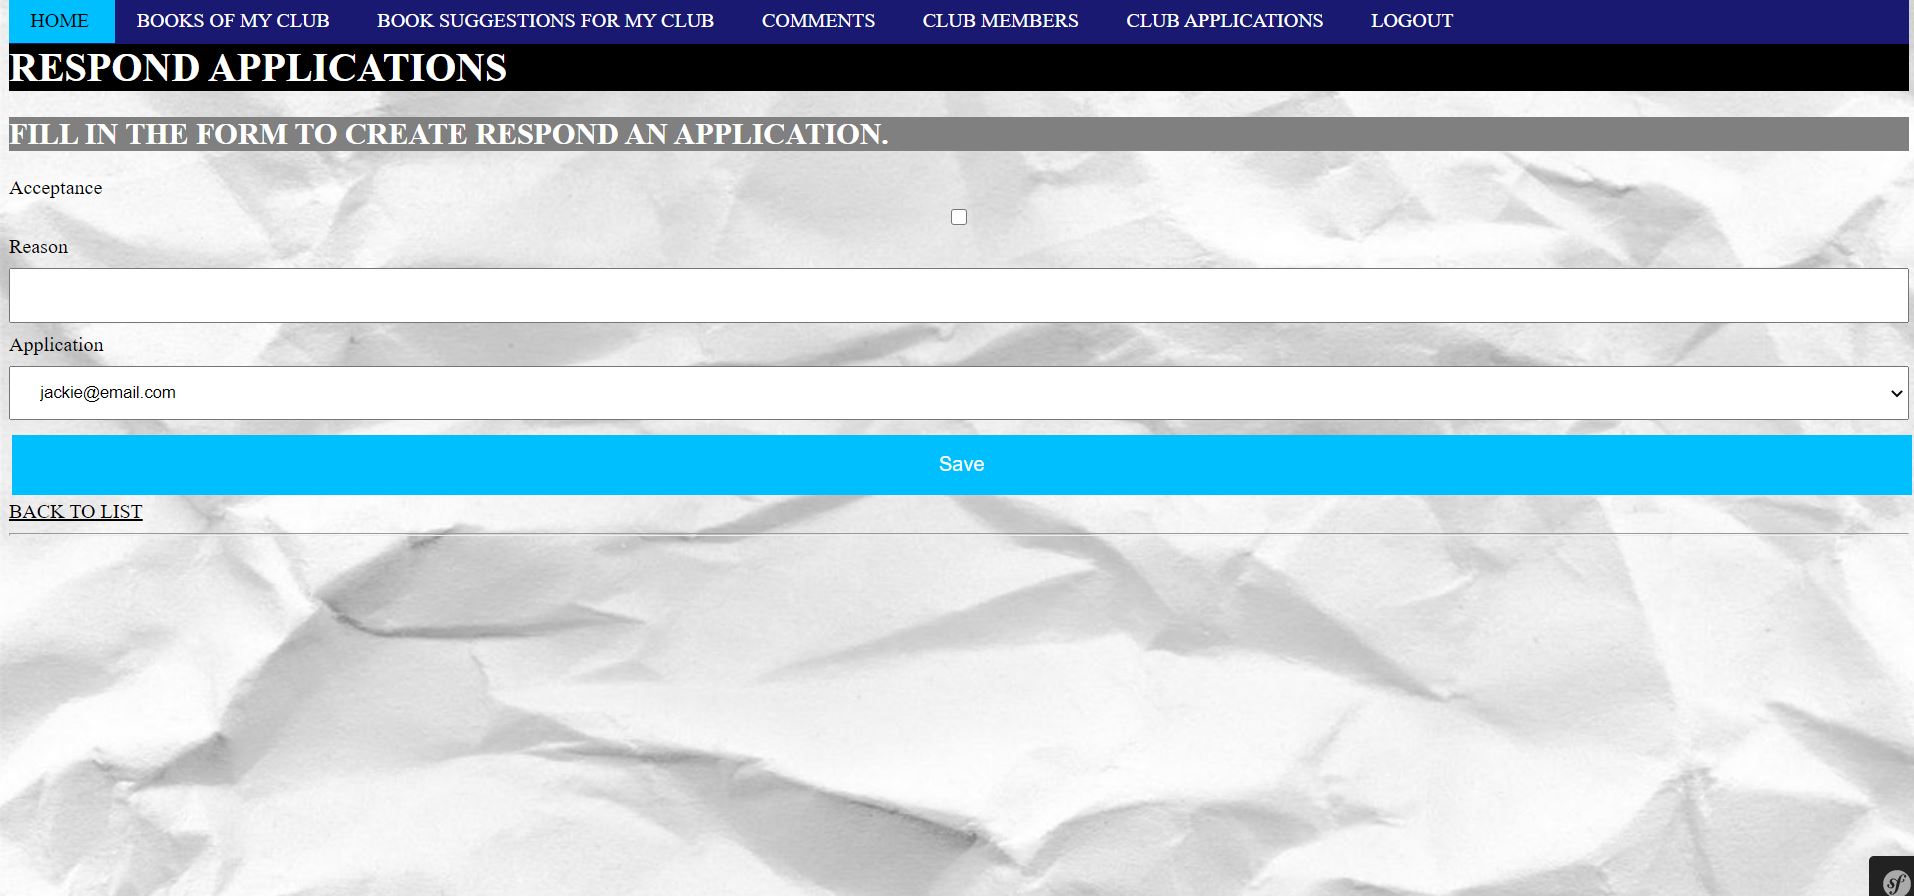 HOME BOOKS OF MY CLUB BOOK SUGGESTIONS FOR MY CLUB COMMENTS CLUB MEMBERS CLUB APPLICATIONS LOGOUT
RESPOND APPLICATIONS
FILL IN THE FORM TO CREATE RESPOND AN APPLICATION.
Acceptance
Reason
Application
jackie@email.com
Save
BACK TO LIST
sf